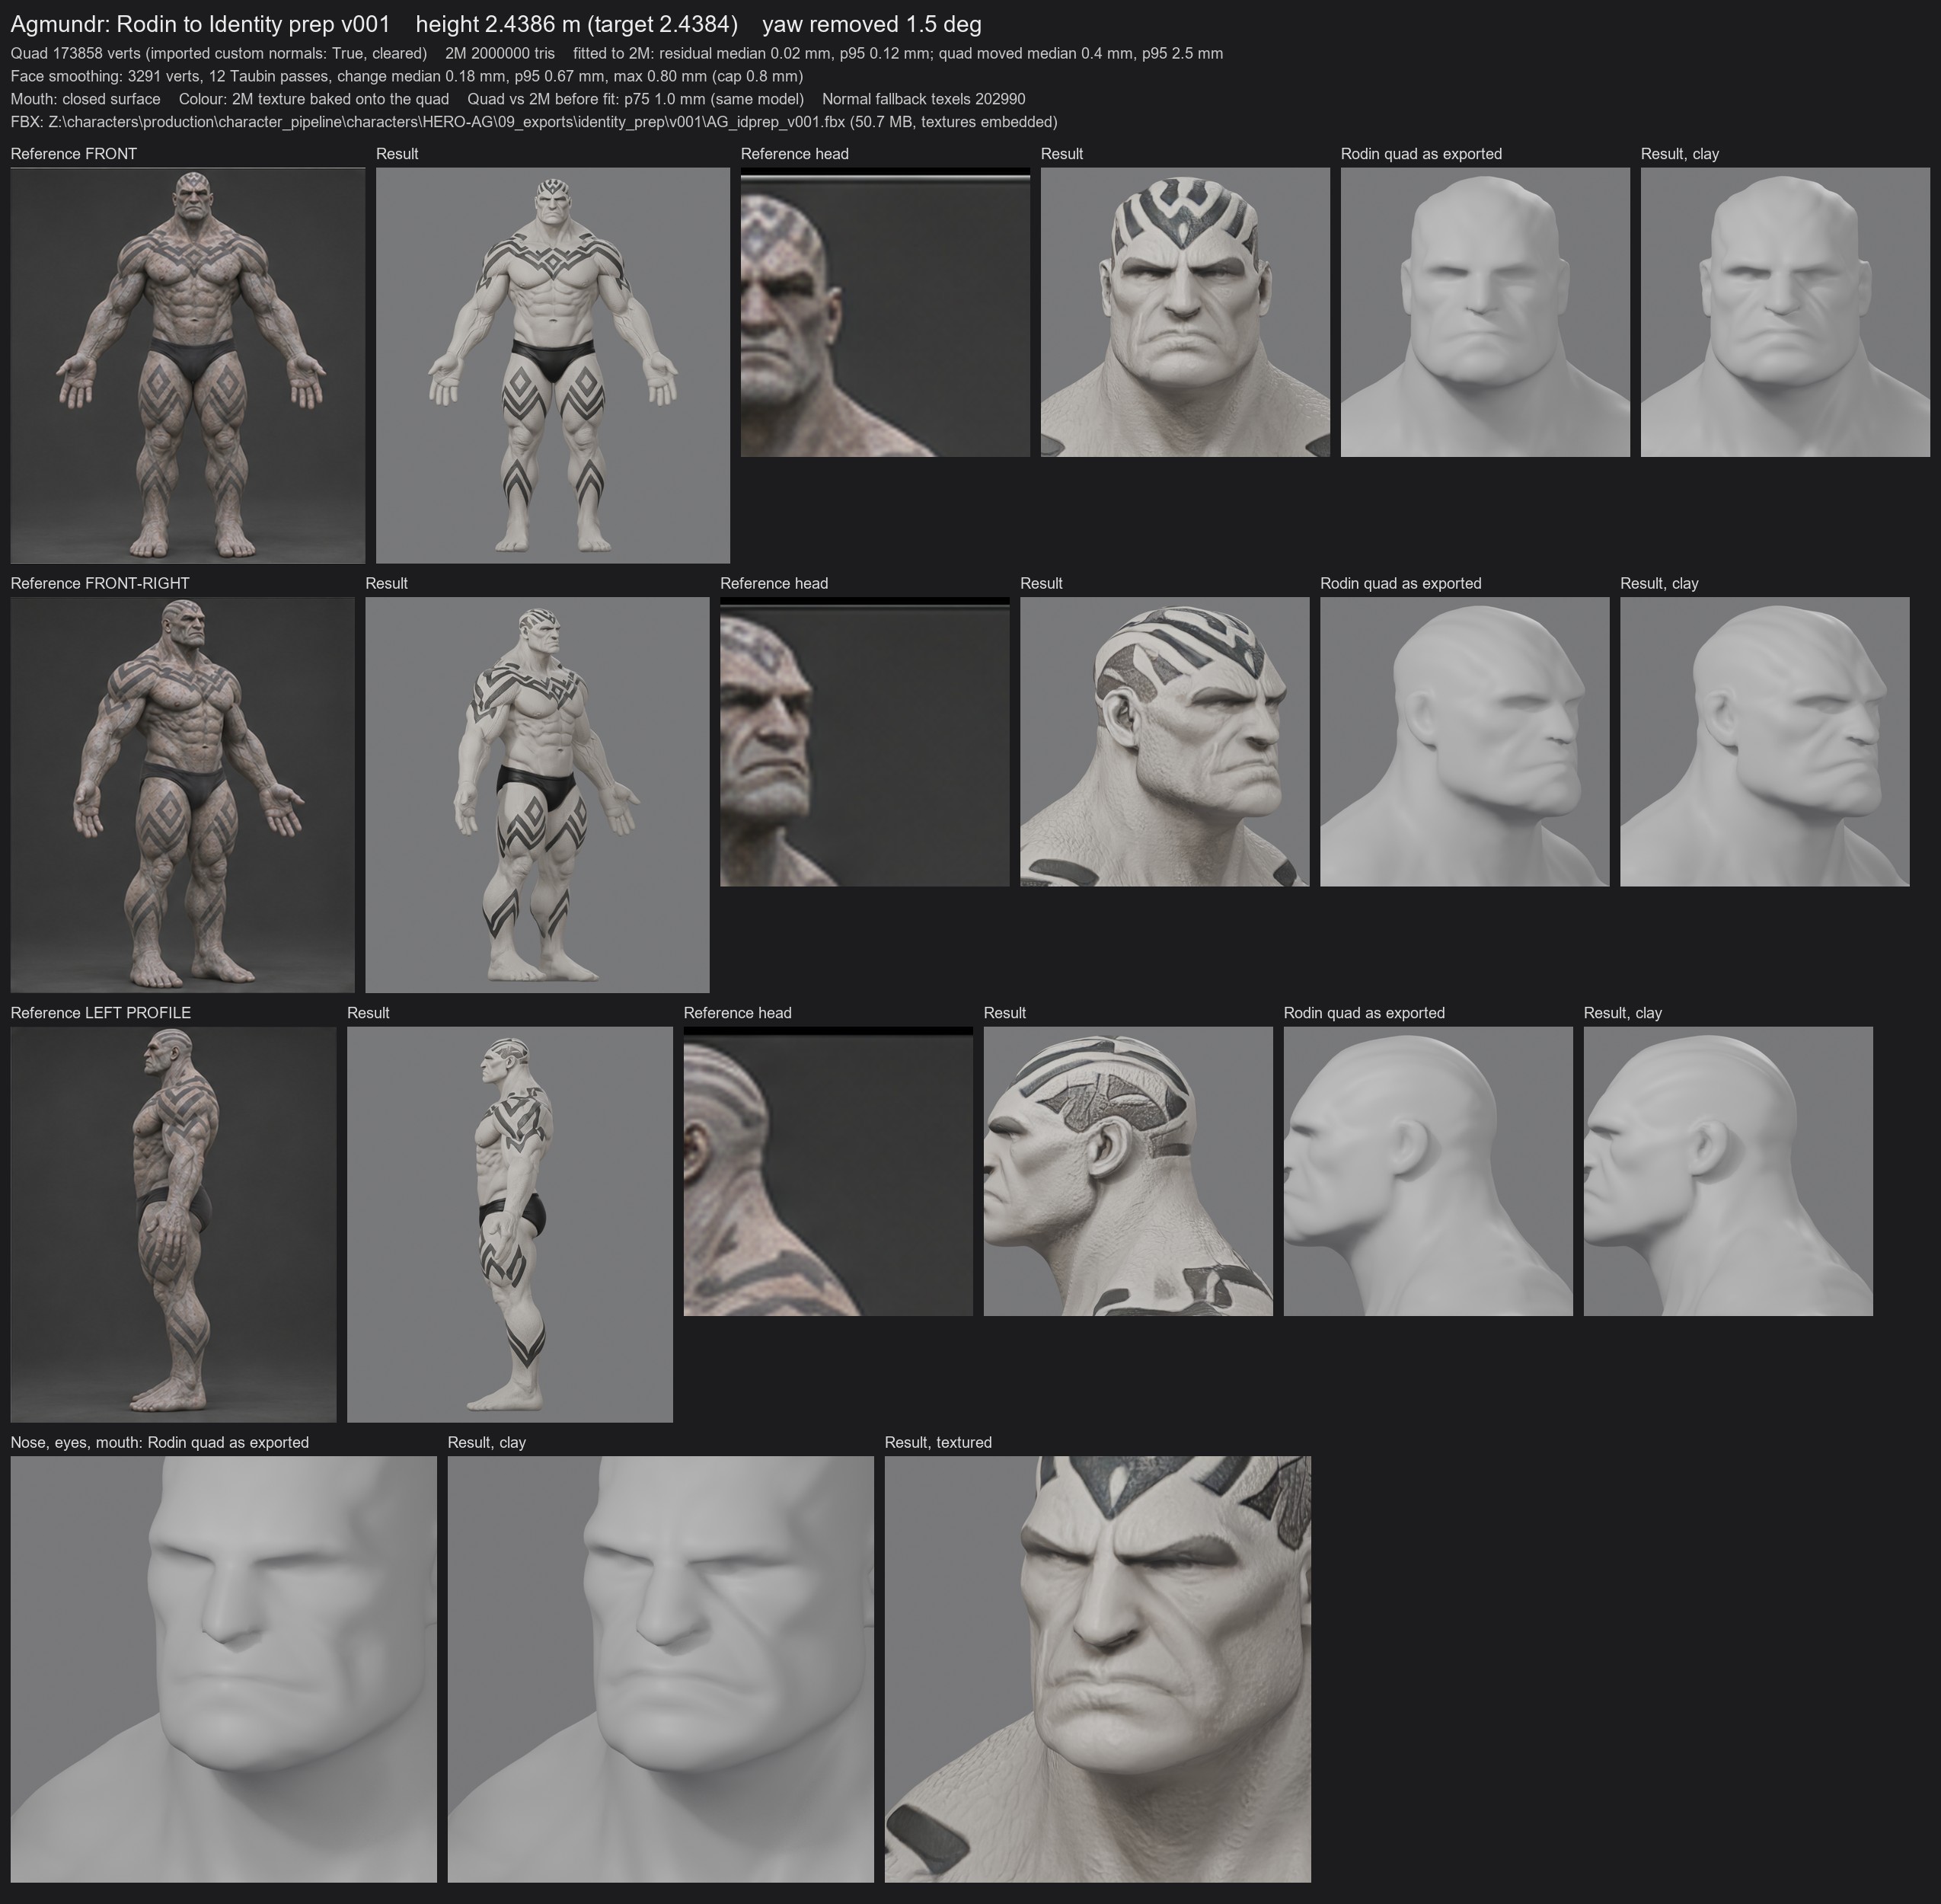 Agmundr: Rodin to Identity prep v001    height 2.4386 m (target 2.4384)    yaw removed 1.5 deg
Quad 173858 verts (imported custom normals: True, cleared)    2M 2000000 tris    fitted to 2M: residual median 0.02 mm, p95 0.12 mm; quad moved median 0.4 mm, p95 2.5 mm
Face smoothing: 3291 verts, 12 Taubin passes, change median 0.18 mm, p95 0.67 mm, max 0.80 mm (cap 0.8 mm)
Mouth: closed surface    Colour: 2M texture baked onto the quad    Quad vs 2M before fit: p75 1.0 mm (same model)    Normal fallback texels 202990
FBX: Z:\characters\production\character_pipeline\characters\HERO-AG\09_exports\identity_prep\v001\AG_idprep_v001.fbx (50.7 MB, textures embedded)
Reference FRONT    Result    Reference head    Result    Rodin quad as exported    Result, clay
Reference FRONT-RIGHT    Result    Reference head    Result    Rodin quad as exported    Result, clay
Reference LEFT PROFILE    Result    Reference head    Result    Rodin quad as exported    Result, clay
Nose, eyes, mouth: Rodin quad as exported    Result, clay    Result, textured